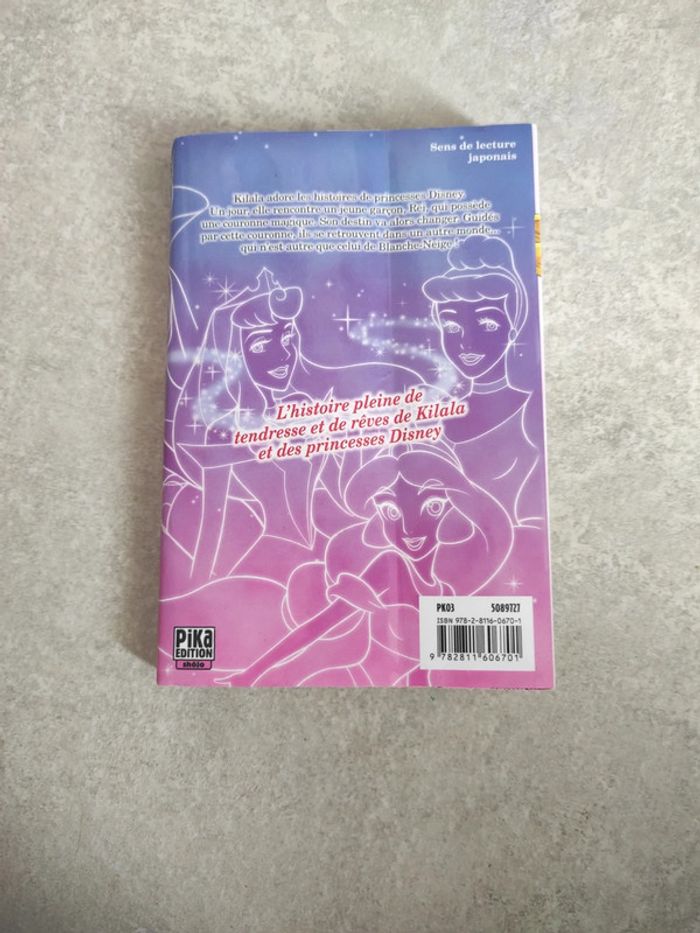 Sens de lecture
japonais
Kilala adore les histoires de princesses Disney.
Un jour, elle rencontre un jeune garçon, Rei, qui possède
une couronne magique. Son destin va alors changer. Guidés
par cette couronne, ils se retrouvent dans un autre monde...
qui n'est autre que celui de Blanche-Neige !
L'histoire pleine de
tendresse et de rêves de Kilala
et des princesses Disney
PIKA
EDITION
shôjo
PK03 5089727
ISBN 978-2-8116-0670-1
9 782811 606701